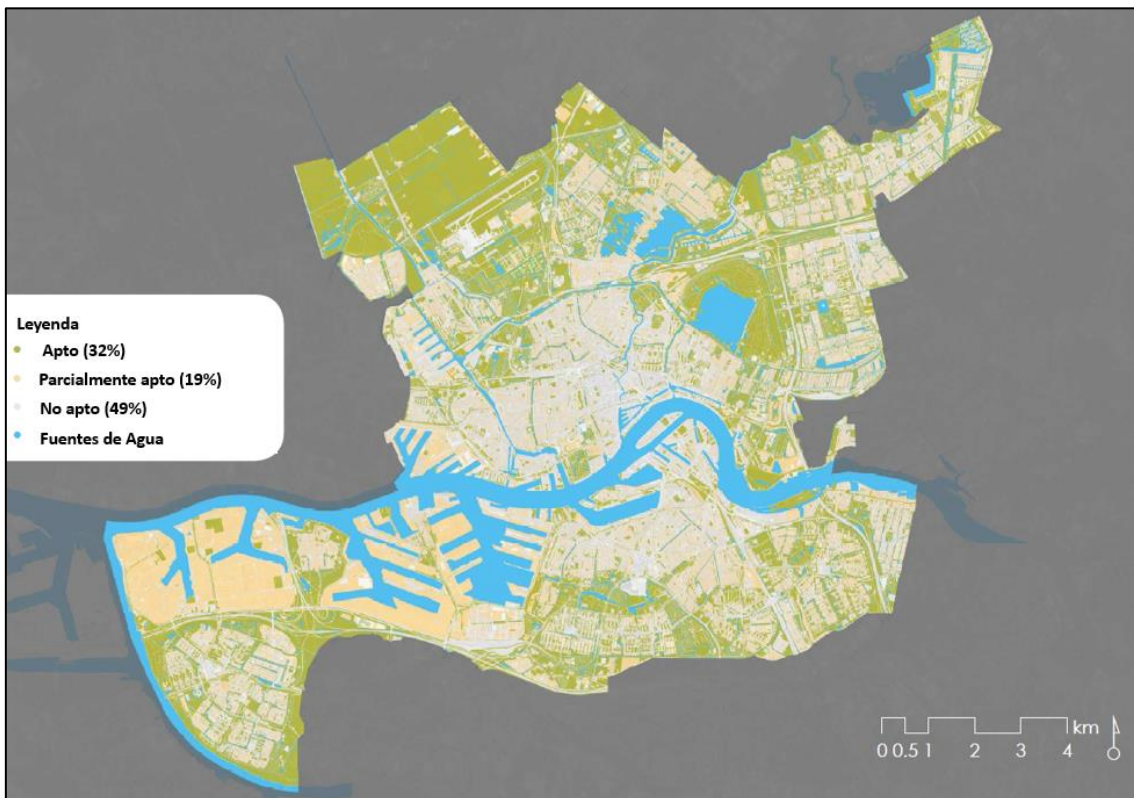 Leyenda
Apto (32%)
Parcialmente apto (19%)
No apto (49%)
Fuentes de Agua
km
0 0.5 1 2 3 4